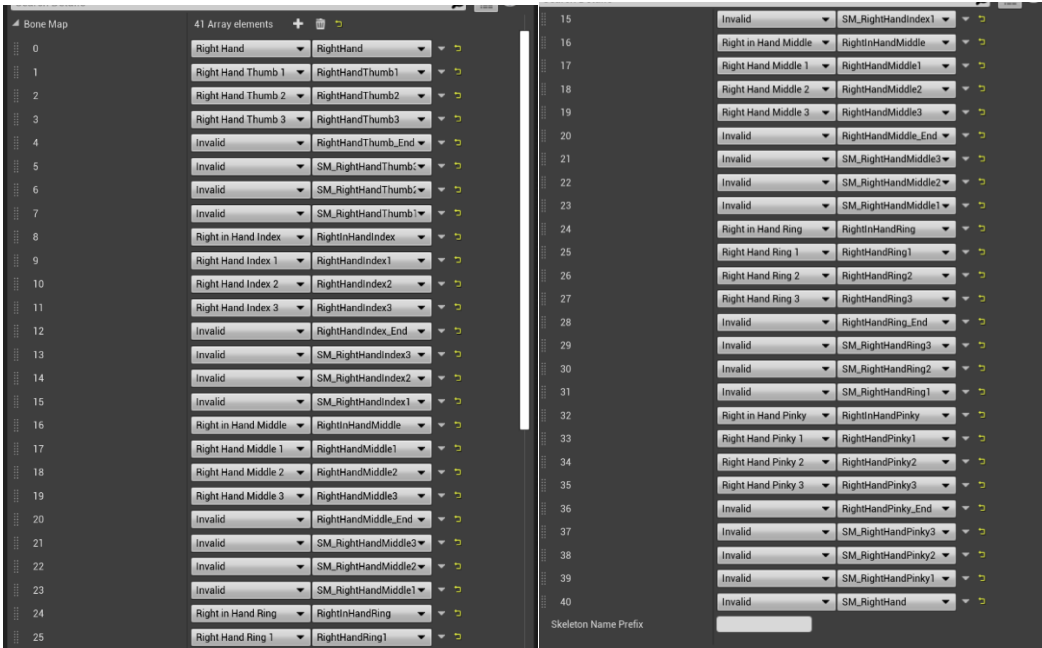 Bone Map 41 Array elements
0 Right Hand RightHand
1 Right Hand Thumb 1 RightHandThumb1
2 Right Hand Thumb 2 RightHandThumb2
3 Right Hand Thumb 3 RightHandThumb3
4 Invalid RightHandThumb_End
5 Invalid SM_RightHandThumb
6 Invalid SM_RightHandThumb
7 Invalid SM_RightHandThumb1
8 Right in Hand Index RightInHandIndex
9 Right Hand Index 1 RightHandIndex1
10 Right Hand Index 2 RightHandIndex2
11 Right Hand Index 3 RightHandIndex3
12 Invalid RightHandIndex_End
13 Invalid SM_RightHandIndex3
14 Invalid SM_RightHandIndex2
15 Invalid SM_RightHandIndex1
16 Right in Hand Middle RightInHandMiddle
17 Right Hand Middle 1 RightHandMiddle1
18 Right Hand Middle 2 RightHandMiddle2
19 Right Hand Middle 3 RightHandMiddle3
20 Invalid RightHandMiddle_End
21 Invalid SM_RightHandMiddle3
22 Invalid SM_RightHandMiddle2
23 Invalid SM_RightHandMiddle1
24 Right in Hand Ring RightInHandRing
25 Right Hand Ring 1 RightHandRing1
15 Invalid SM_RightHandIndex1
16 Right in Hand Middle RightInHandMiddle
17 Right Hand Middle 1 RightHandMiddle1
18 Right Hand Middle 2 RightHandMiddle2
19 Right Hand Middle 3 RightHandMiddle3
20 Invalid RightHandMiddle_End
21 Invalid SM_RightHandMiddle3
22 Invalid SM_RightHandMiddle2
23 Invalid SM_RightHandMiddle1
24 Right in Hand Ring RightInHandRing
25 Right Hand Ring 1 RightHandRing1
26 Right Hand Ring 2 RightHandRing2
27 Right Hand Ring 3 RightHandRing3
28 Invalid RightHandRing_End
29 Invalid SM_RightHandRing3
30 Invalid SM_RightHandRing2
31 Invalid SM_RightHandRing1
32 Right in Hand Pinky RightInHandPinky
33 Right Hand Pinky 1 RightHandPinky1
34 Right Hand Pinky 2 RightHandPinky2
35 Right Hand Pinky 3 RightHandPinky3
36 Invalid RightHandPinky_End
37 Invalid SM_RightHandPinky3
38 Invalid SM_RightHandPinky2
39 Invalid SM_RightHandPinky1
40 Invalid SM_RightHand
Skeleton Name Prefix